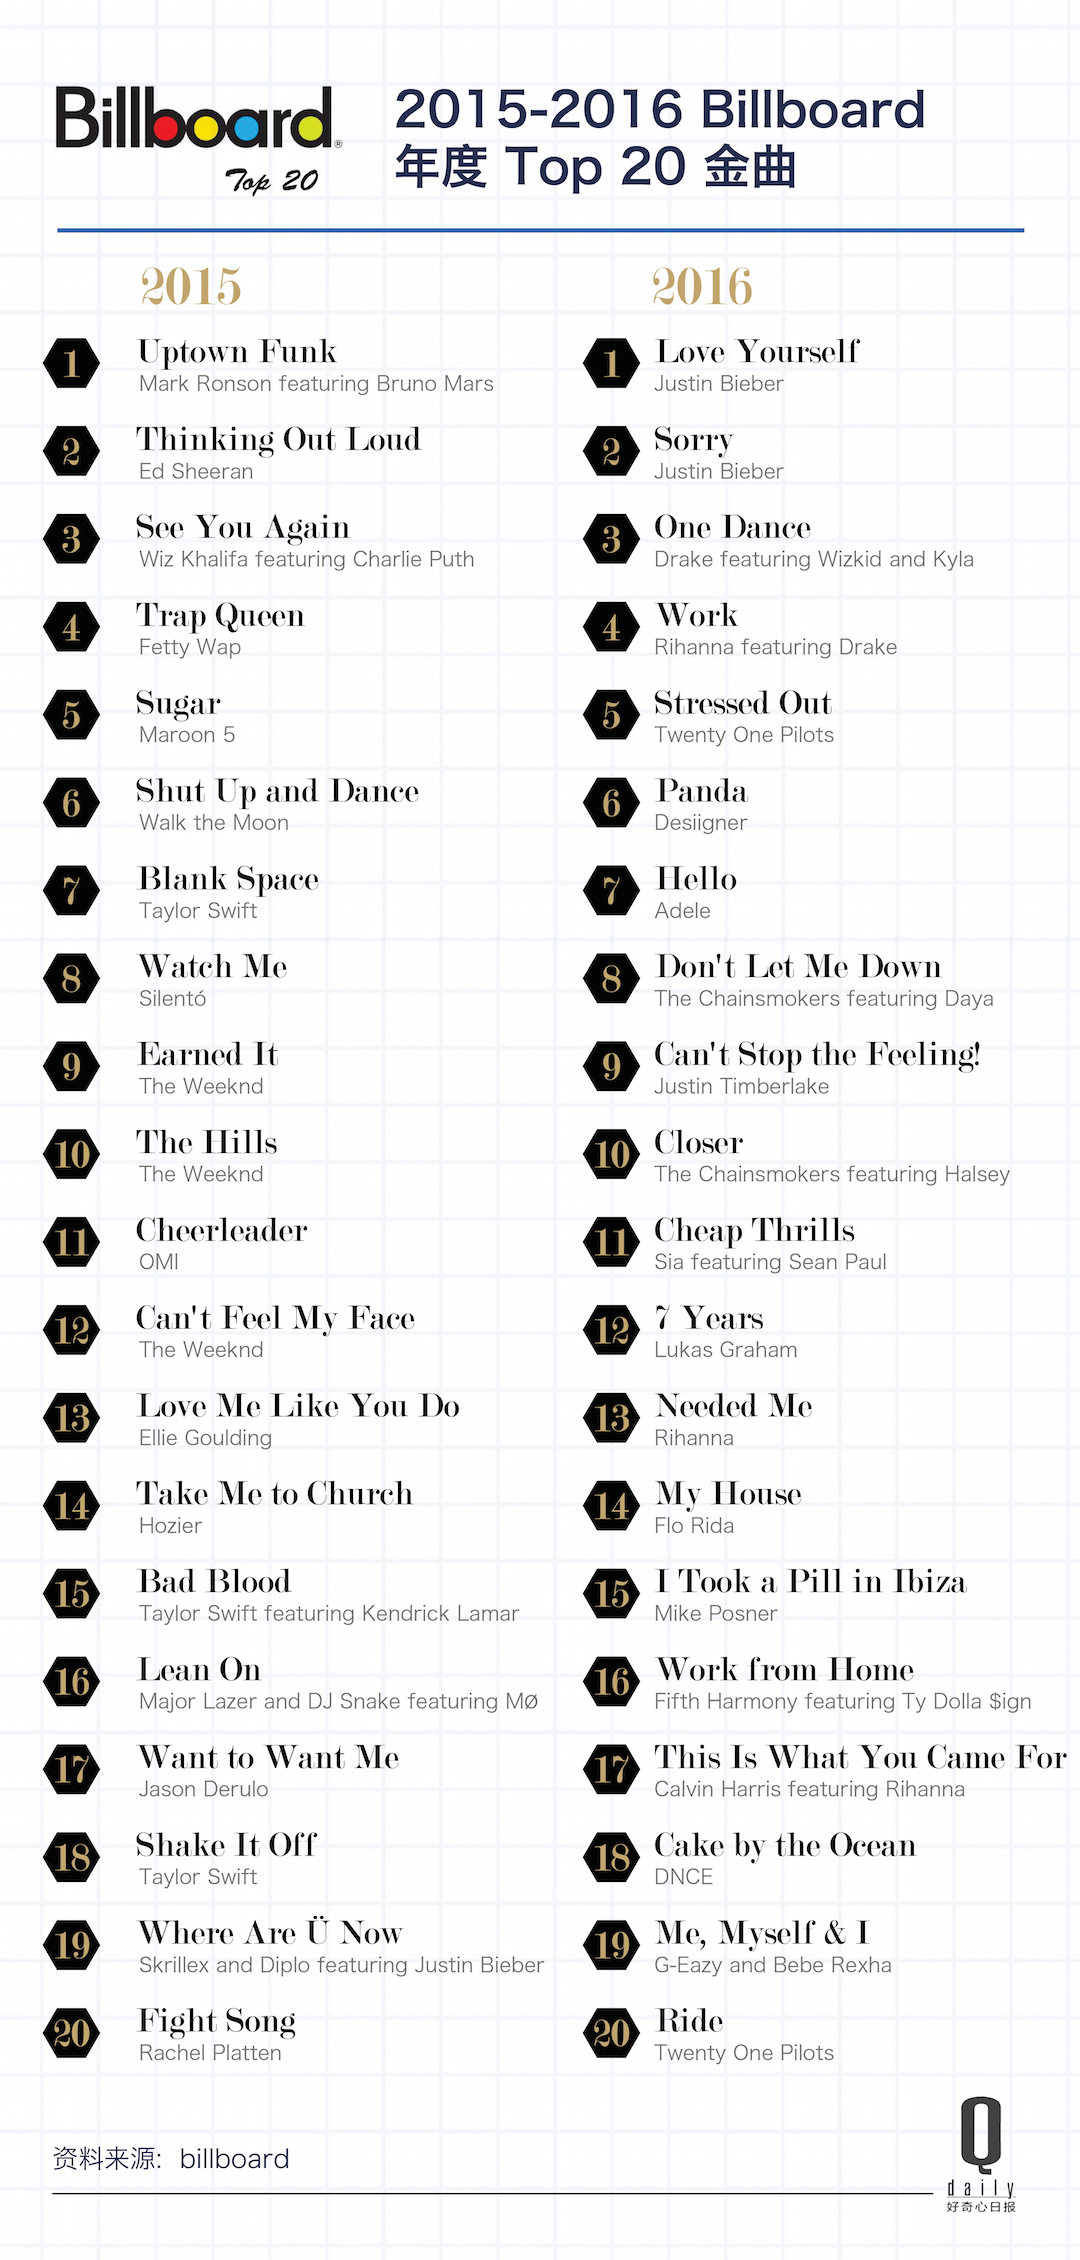 Billboard®
Top 20
2015-2016 Billboard
年度 Top 20 金曲
2015
1
Uptown Funk
Mark Ronson featuring Bruno Mars
2
Thinking Out Loud
Ed Sheeran
3
See You Again
Wiz Khalifa featuring Charlie Puth
4
Trap Queen
Fetty Wap
5
Sugar
Maroon 5
6
Shut Up and Dance
Walk the Moon
7
Blank Space
Taylor Swift
8
Watch Me
Silentó
9
Earned It
The Weeknd
10
The Hills
The Weeknd
11
Cheerleader
OMI
12
Can't Feel My Face
The Weeknd
13
Love Me Like You Do
Ellie Goulding
14
Take Me to Church
Hozier
15
Bad Blood
Taylor Swift featuring Kendrick Lamar
16
Lean On
Major Lazer and DJ Snake featuring MØ
17
Want to Want Me
Jason Derulo
18
Shake It Off
Taylor Swift
19
Where Are Ü Now
Skrillex and Diplo featuring Justin Bieber
20
Fight Song
Rachel Platten
2016
1
Love Yourself
Justin Bieber
2
Sorry
Justin Bieber
3
One Dance
Drake featuring Wizkid and Kyla
4
Work
Rihanna featuring Drake
5
Stressed Out
Twenty One Pilots
6
Panda
Desiigner
7
Hello
Adele
8
Don't Let Me Down
The Chainsmokers featuring Daya
9
Can't Stop the Feeling!
Justin Timberlake
10
Closer
The Chainsmokers featuring Halsey
11
Cheap Thrills
Sia featuring Sean Paul
12
7 Years
Lukas Graham
13
Needed Me
Rihanna
14
My House
Flo Rida
15
I Took a Pill in Ibiza
Mike Posner
16
Work from Home
Fifth Harmony featuring Ty Dolla $ign
17
This Is What You Came For
Calvin Harris featuring Rihanna
18
Cake by the Ocean
DNCE
19
Me, Myself & I
G-Eazy and Bebe Rexha
20
Ride
Twenty One Pilots
资料来源: billboard
Q
daily
好奇心日报